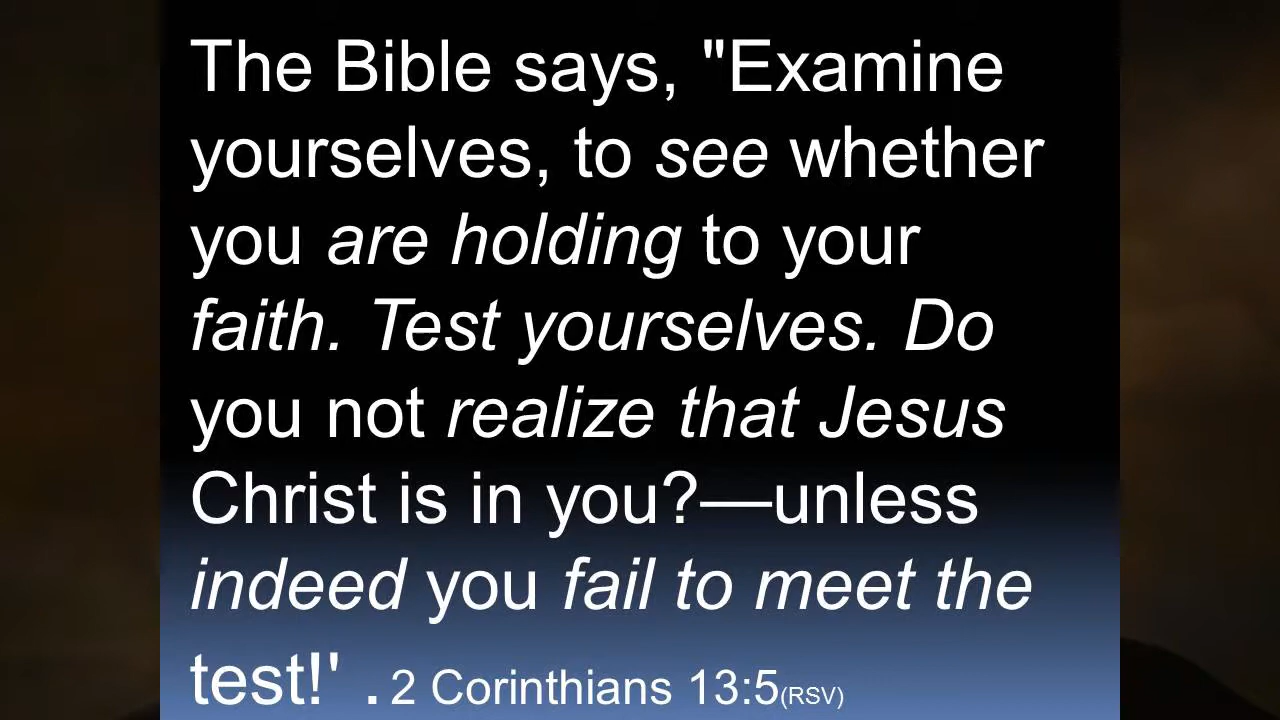 The Bible says, "Examine
yourselves, to see whether
you are holding to your
faith. Test yourselves. Do
you not realize that Jesus
Christ is in you?—unless
indeed you fail to meet the
test!' . 2 Corinthians 13:5(RSV)